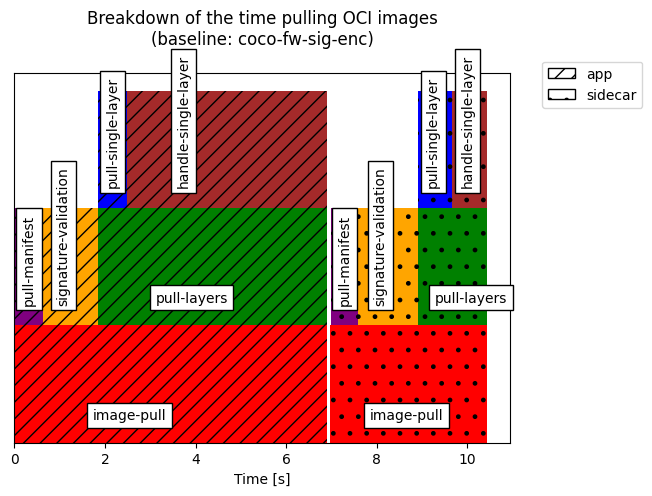 Breakdown of the time pulling OCI images
(baseline: coco-fw-sig-enc)
app
sidecar
pull-single-layer
handle-single-layer
pull-single-layer
handle-single-layer
pull-manifest
signature-validation
pull-layers
pull-manifest
signature-validation
pull-layers
image-pull
image-pull
0
2
4
6
8
10
Time [s]